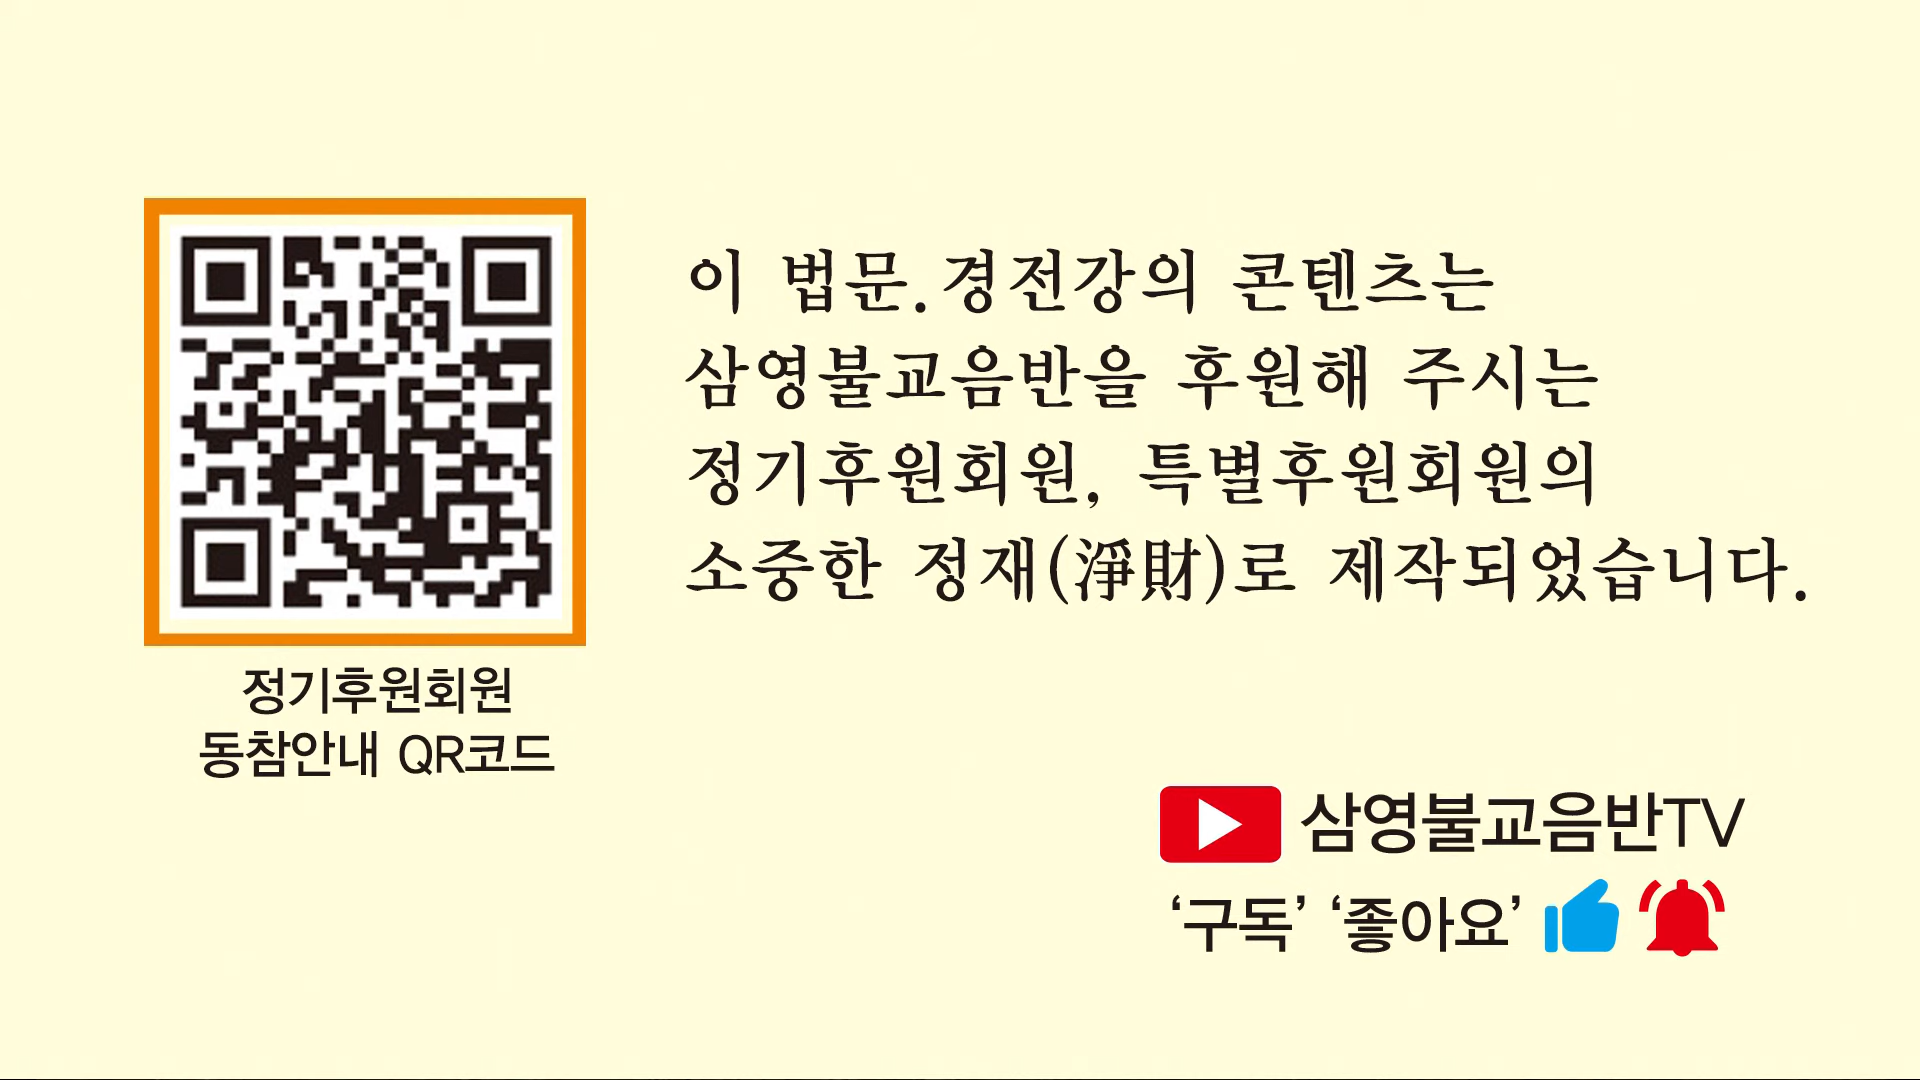 이 법문.경전강의 콘텐츠는
삼영불교음반을 후원해 주시는
정기후원회원, 특별후원회원의
소중한 정재(淨財)로 제작되었습니다.
정기후원회원
동참안내 QR코드
삼영불교음반TV
‘구독’ ‘좋아요’